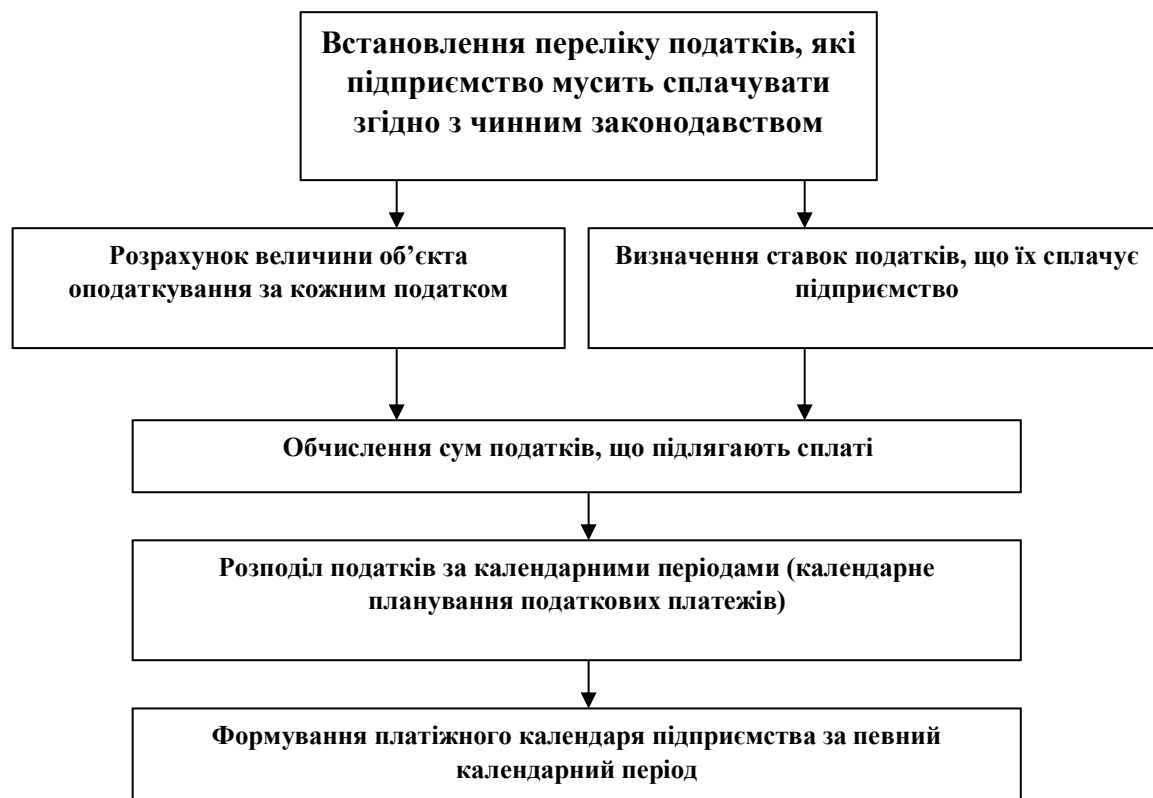 Встановлення переліку податків, які
підприємство мусить сплачувати
згідно з чинним законодавством
Розрахунок величини об’єкта
оподаткування за кожним податком
Визначення ставок податків, що їх сплачує
підприємство
Обчислення сум податків, що підлягають сплаті
Розподіл податків за календарними періодами (календарне
планування податкових платежів)
Формування платіжного календаря підприємства за певний
календарний період